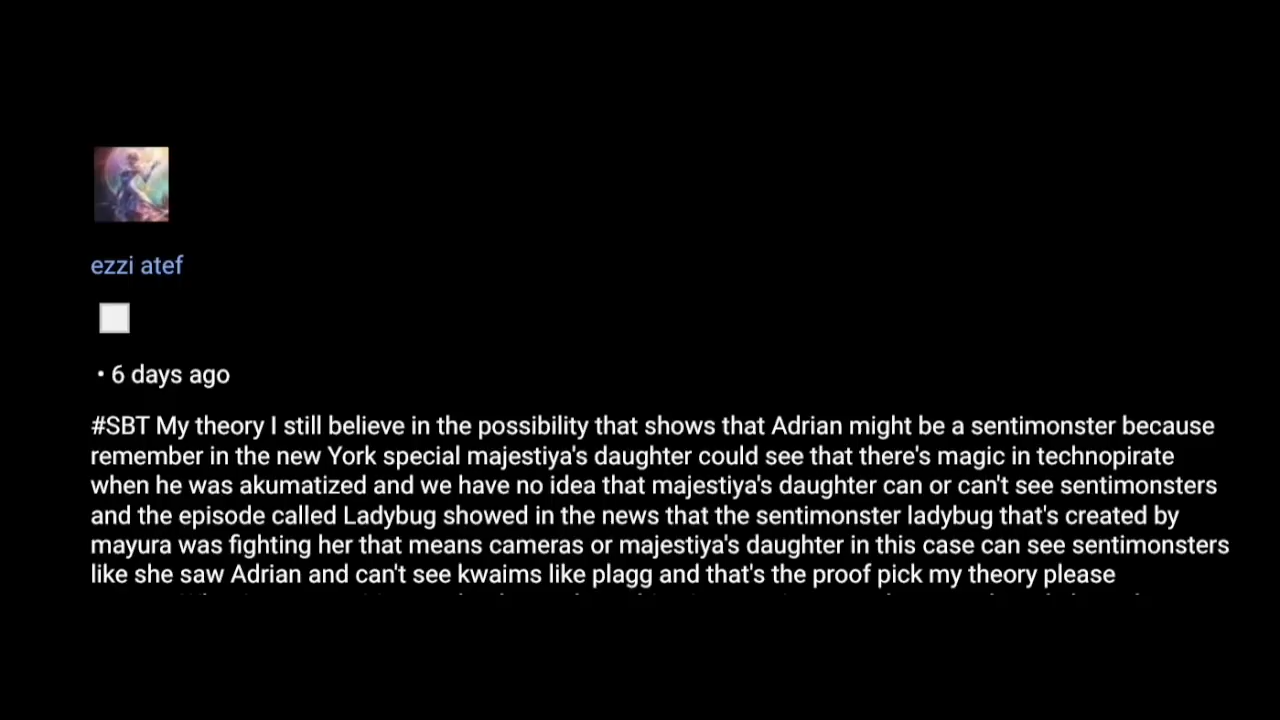 ezzi atef
• 6 days ago
#SBT My theory I still believe in the possibility that shows that Adrian might be a sentimonster because
remember in the new York special majestiya's daughter could see that there's magic in technopirate
when he was akumatized and we have no idea that majestiya's daughter can or can't see sentimonsters
and the episode called Ladybug showed in the news that the sentimonster ladybug that's created by
mayura was fighting her that means cameras or majestiya's daughter in this case can see sentimonsters
like she saw Adrian and can't see kwaims like plagg and that's the proof pick my theory please